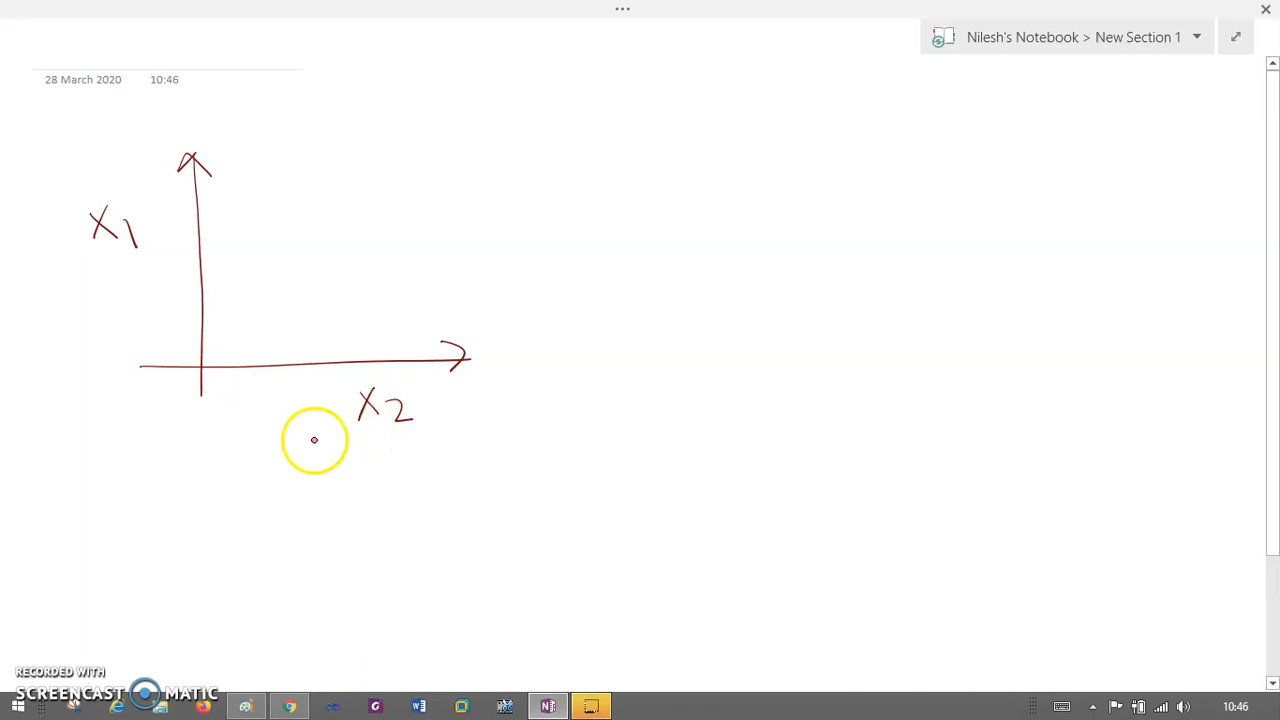 Nilesh's Notebook > New Section 1
28 March 2020 10:46
X1
X2
RECORDED WITH
SCREENCAST MATIC
10:46